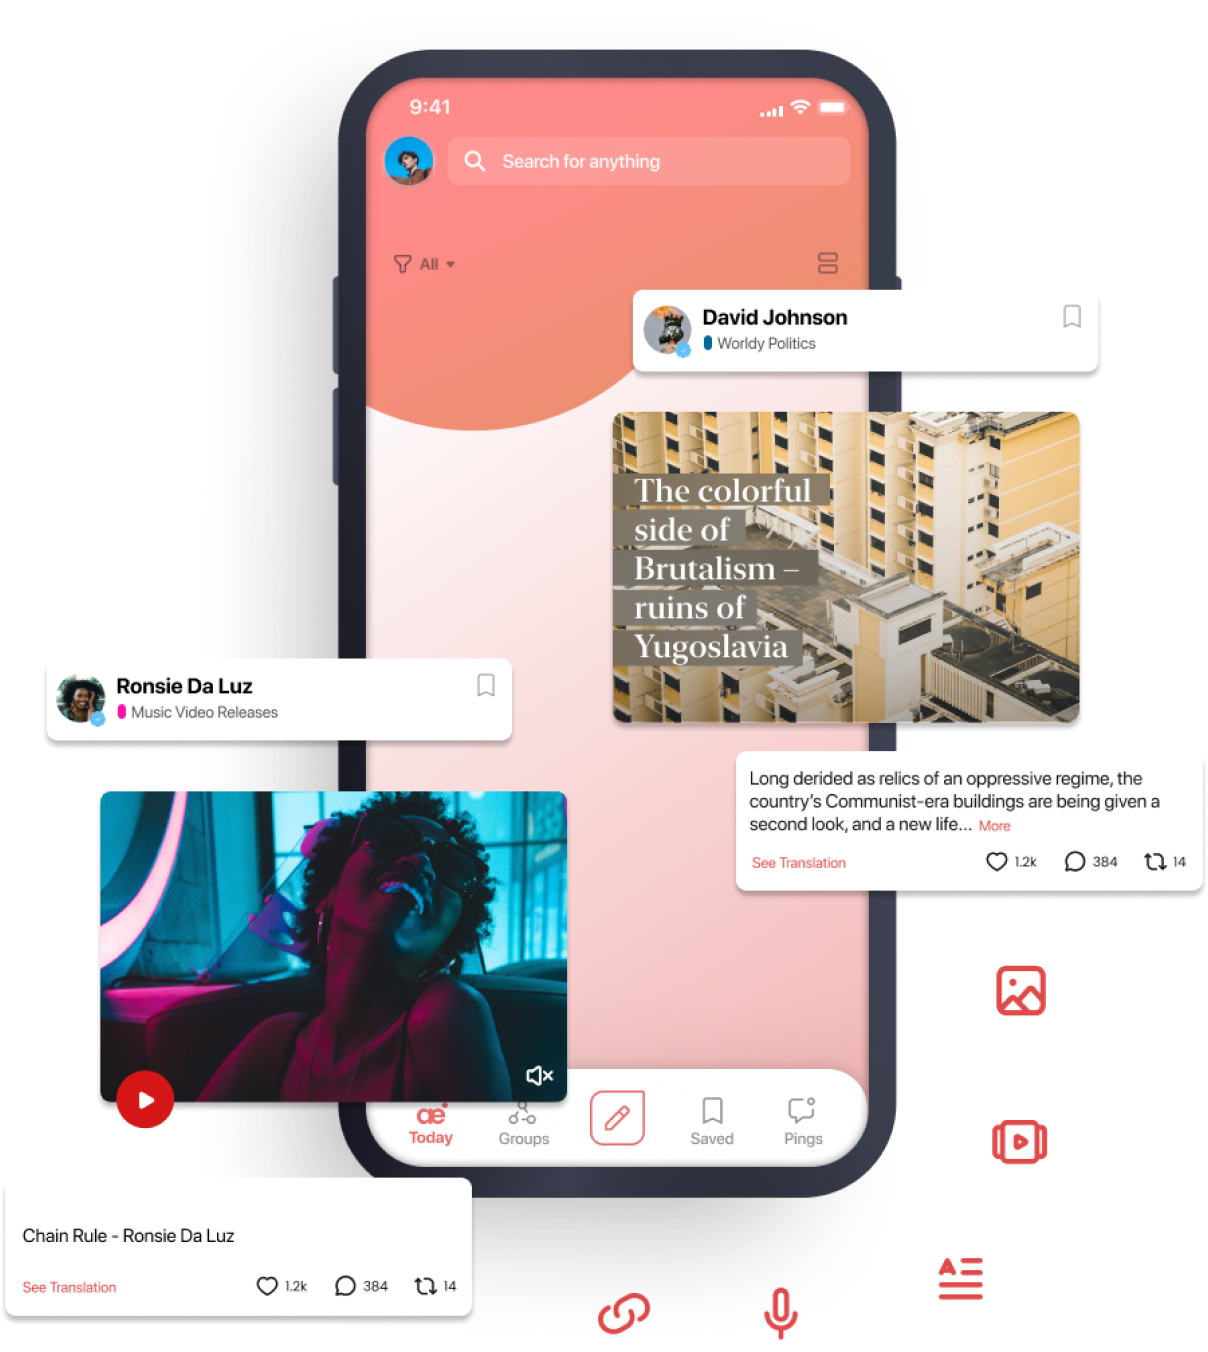 9:41
Search for anything
All
David Johnson
Worldy Politics
The colorful
side of
Brutalism –
ruins of
Yugoslavia
Ronsie Da Luz
Music Video Releases
Long derided as relics of an oppressive regime, the
country's Communist-era buildings are being given a
second look, and a new life... More
See Translation 1.2k 384 14
æ
Today Groups Saved Pings
Chain Rule - Ronsie Da Luz
See Translation 1.2k 384 14
A